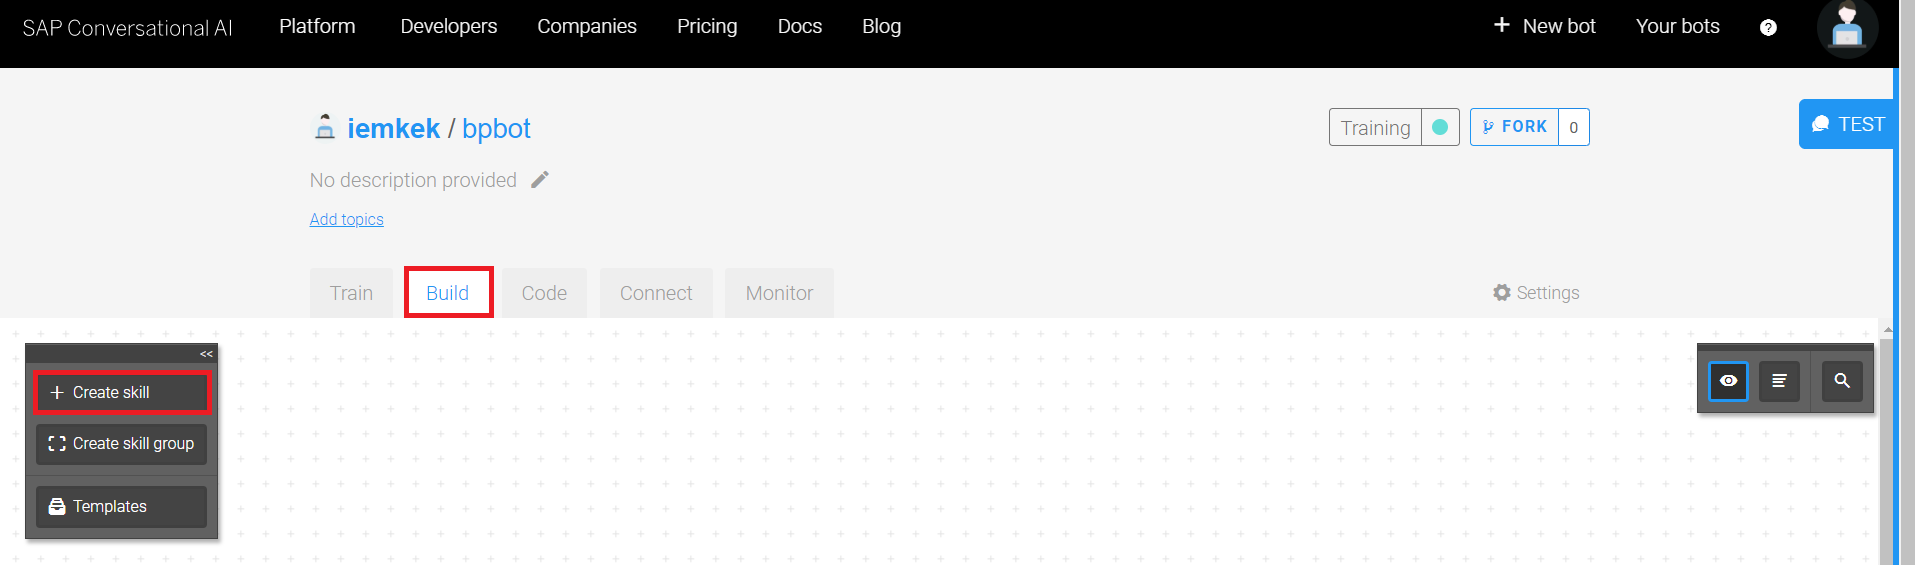 SAP Conversational AI Platform Developers Companies Pricing Docs Blog + New bot Your bots ?
iemkek / bpbot
Training FORK 0
TEST
No description provided
Add topics
Train Build Code Connect Monitor Settings
<<
+ Create skill
Create skill group
Templates